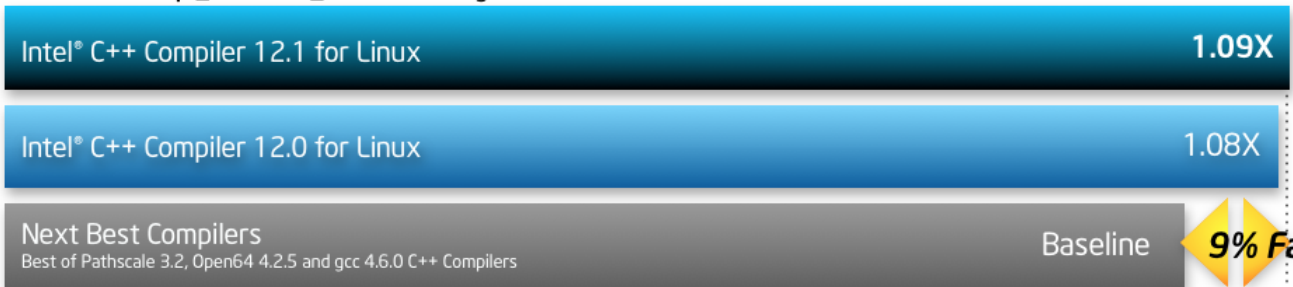 Intel® C++ Compiler 12.1 for Linux 1.09X
Intel® C++ Compiler 12.0 for Linux 1.08X
Next Best Compilers Baseline 9%
Best of Pathscale 3.2, Open64 4.2.5 and gcc 4.6.0 C++ Compilers